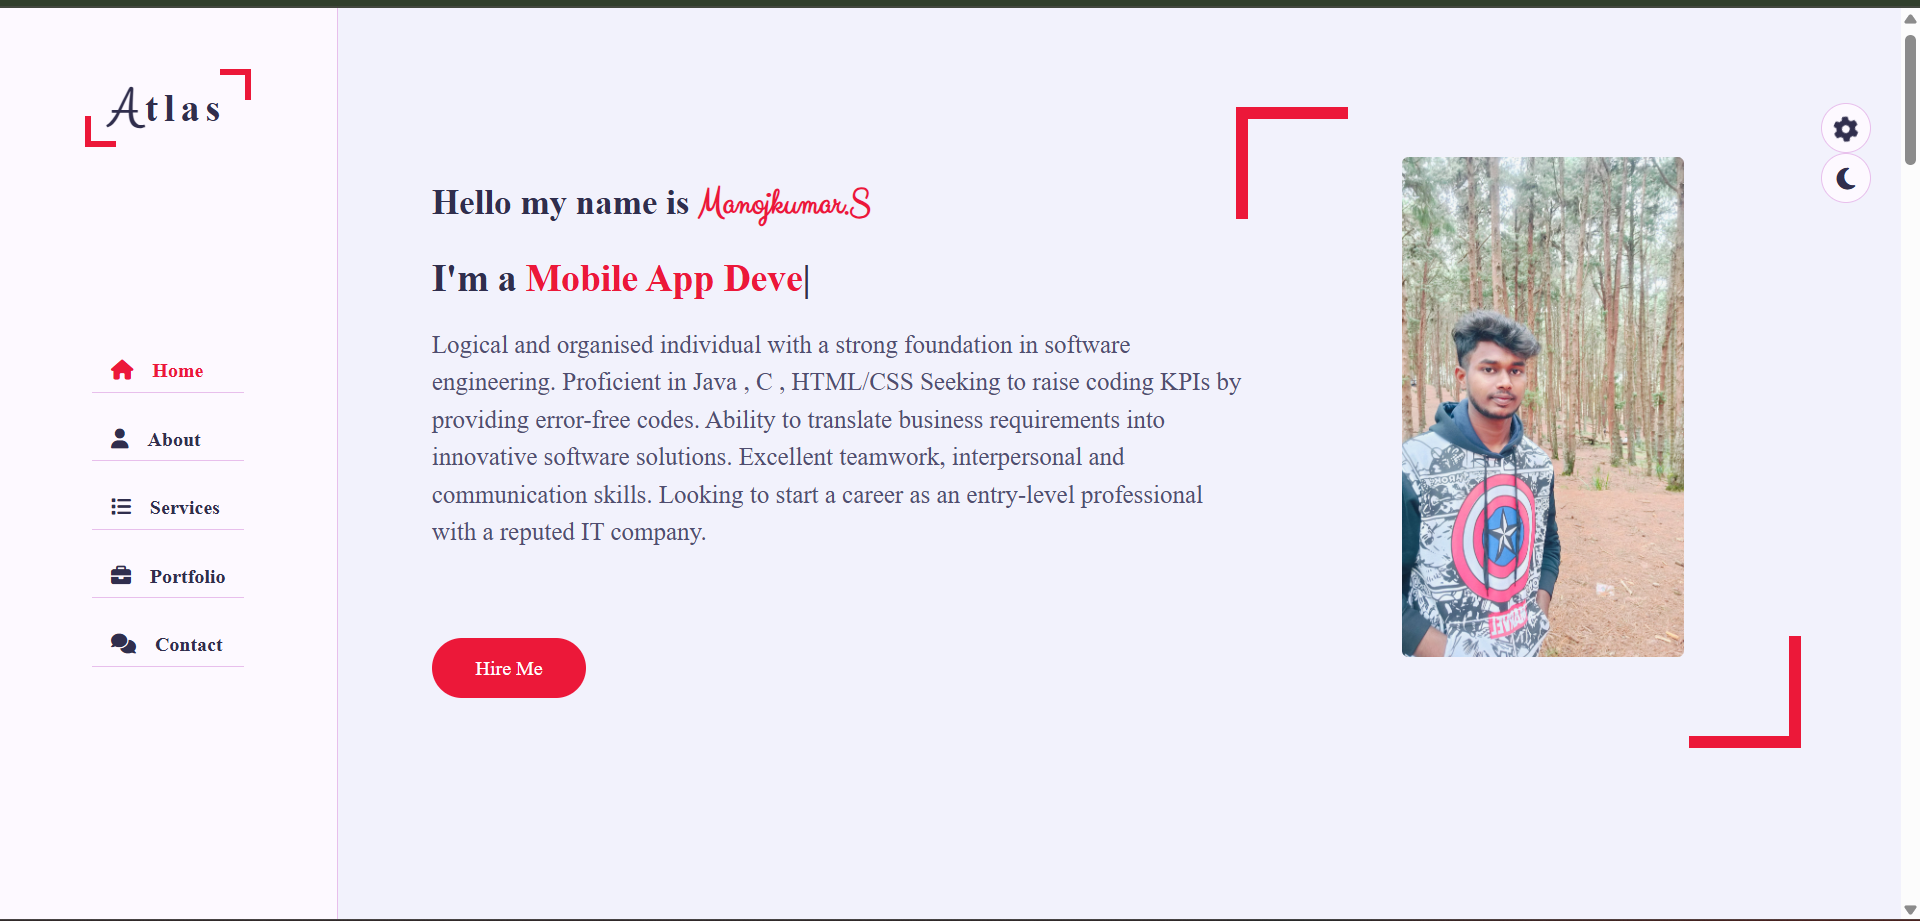 Atlas
Home
About
Services
Portfolio
Contact
Hello my name is Manojkumar.S
I'm a Mobile App Deve|
Logical and organised individual with a strong foundation in software
engineering. Proficient in Java , C , HTML/CSS Seeking to raise coding KPIs by
providing error-free codes. Ability to translate business requirements into
innovative software solutions. Excellent teamwork, interpersonal and
communication skills. Looking to start a career as an entry-level professional
with a reputed IT company.
Hire Me